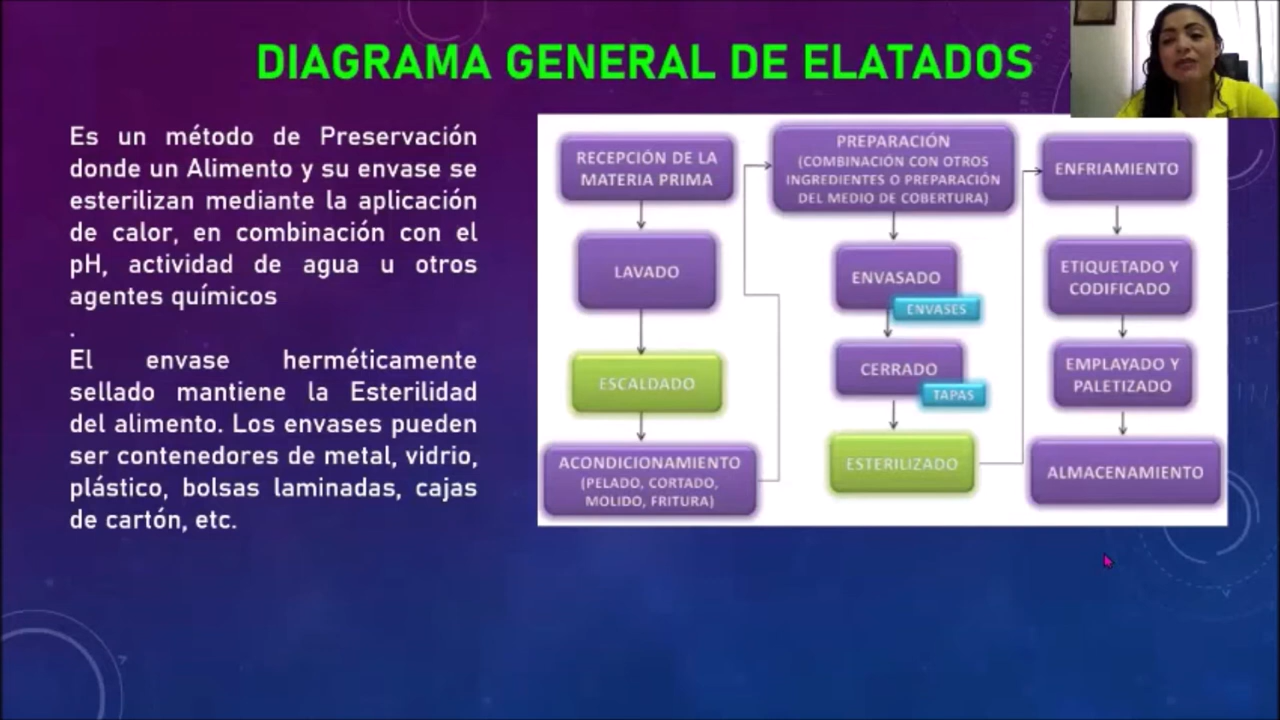 DIAGRAMA GENERAL DE ELATADOS
Es un método de Preservación
donde un Alimento y su envase se
esterilizan mediante la aplicación
de calor, en combinación con el
pH, actividad de agua u otros
agentes químicos
.
El envase herméticamente
sellado mantiene la Esterilidad
del alimento. Los envases pueden
ser contenedores de metal, vidrio,
plástico, bolsas laminadas, cajas
de cartón, etc.
RECEPCIÓN DE LA
MATERIA PRIMA
LAVADO
ESCALDADO
ACONDICIONAMIENTO
(PELADO, CORTADO,
MOLIDO, FRITURA)
PREPARACIÓN
(COMBINACIÓN CON OTROS
INGREDIENTES O PREPARACIÓN
DEL MEDIO DE COBERTURA)
ENVASADO
ENVASES
CERRADO
TAPAS
ESTERILIZADO
ENFRIAMIENTO
ETIQUETADO Y
CODIFICADO
EMPLAYADO Y
PALETIZADO
ALMACENAMIENTO